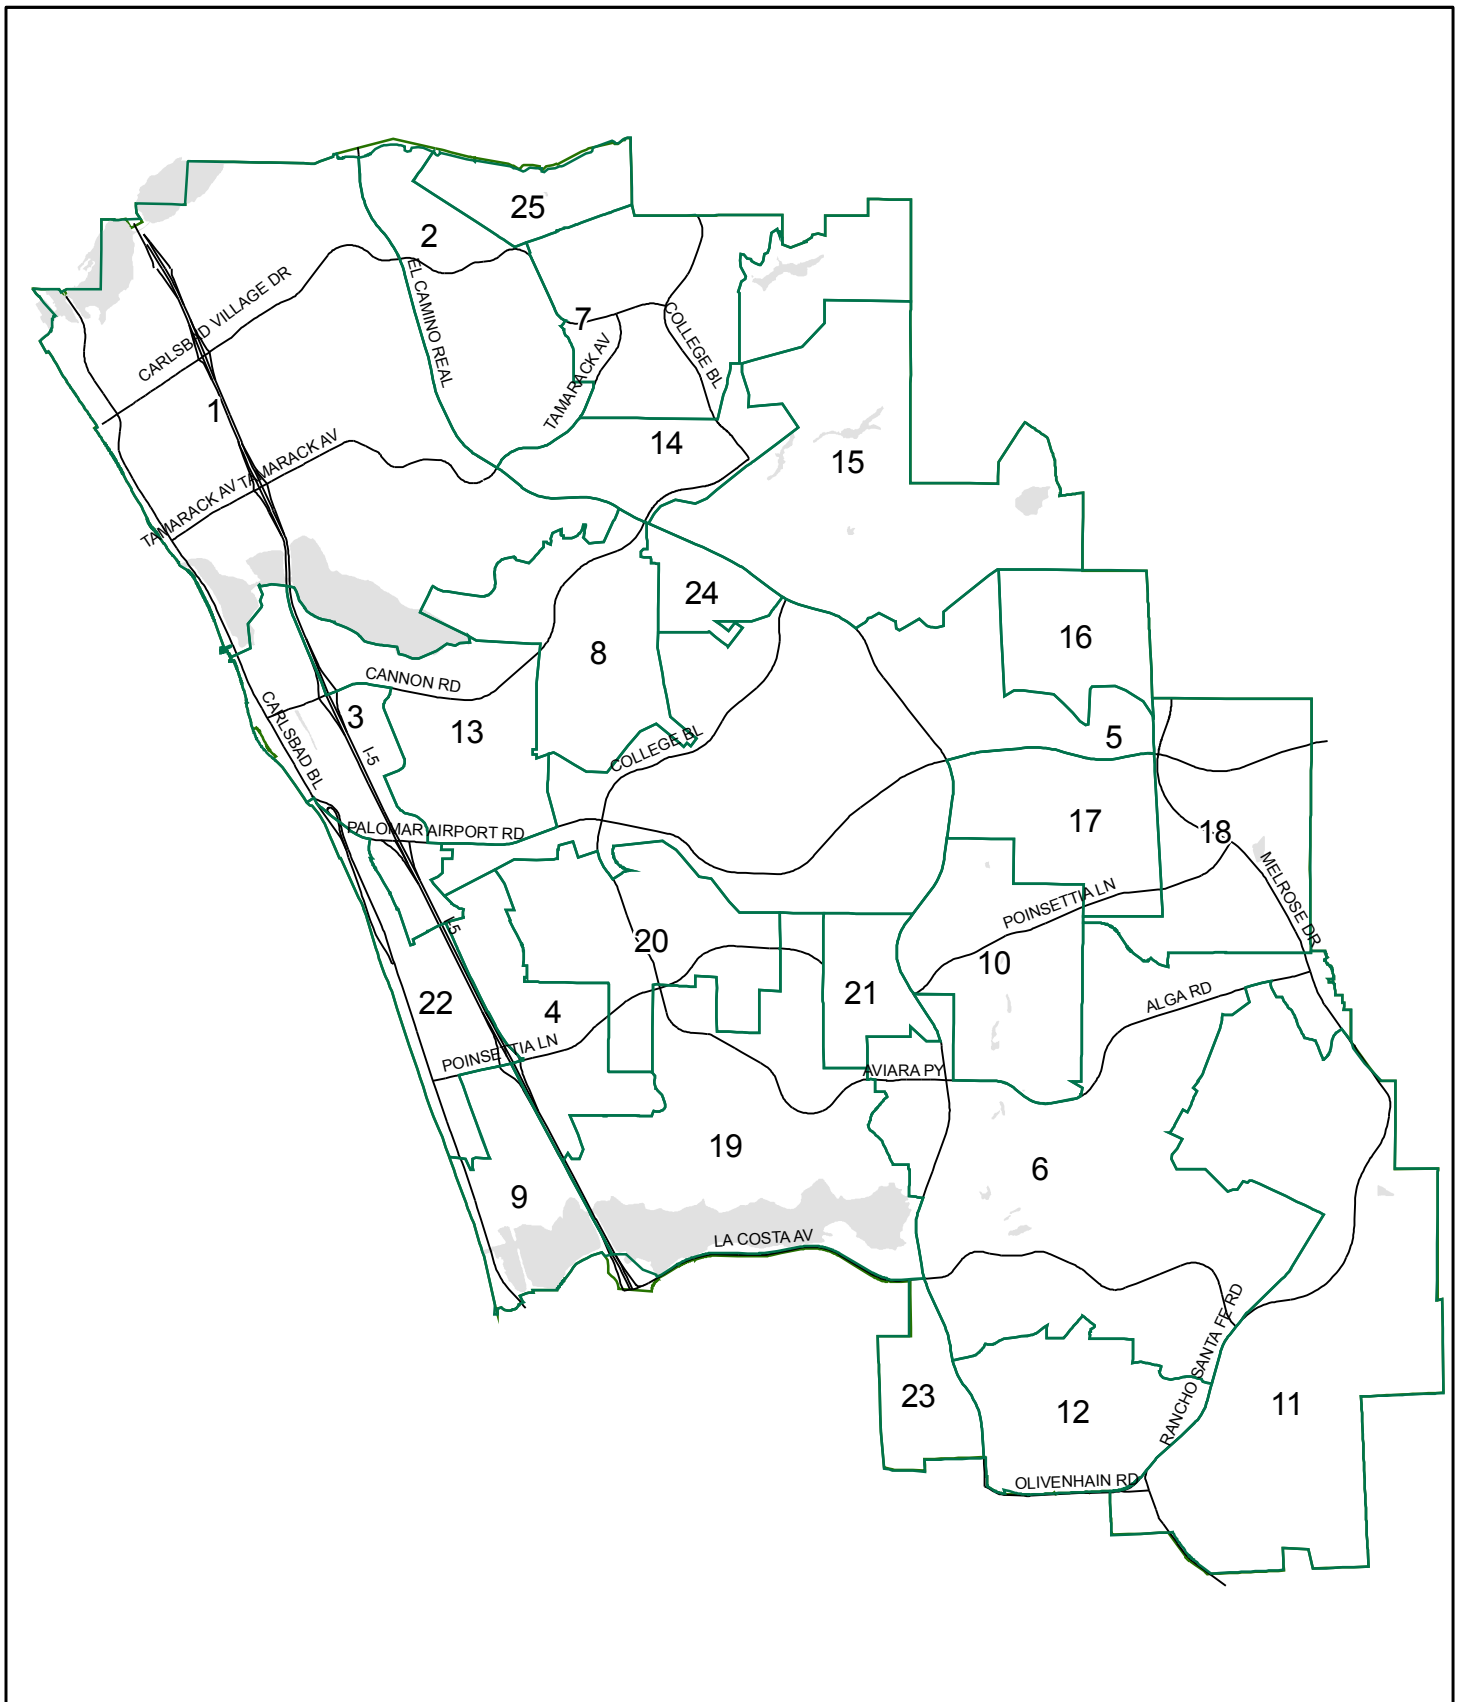 25
2
CARLSBAD VILLAGE DR
EL CAMINO REAL
7
COLLEGE BL
TAMARACK AV
1
14
TAMARACK AV
TAMARACK AV
15
24
16
8
CANNON RD
3
13
CARLSBAD BL
I-5
COLLEGE BL
5
PALOMAR AIRPORT RD
17
18
MELROSE DR
POINSETTIA LN
I-5
20
10
21
22
4
ALGA RD
POINSETTIA LN
AVIARA PY
19
6
9
LA COSTA AV
RANCHO SANTA FE RD
23
12
11
OLIVENHAIN RD